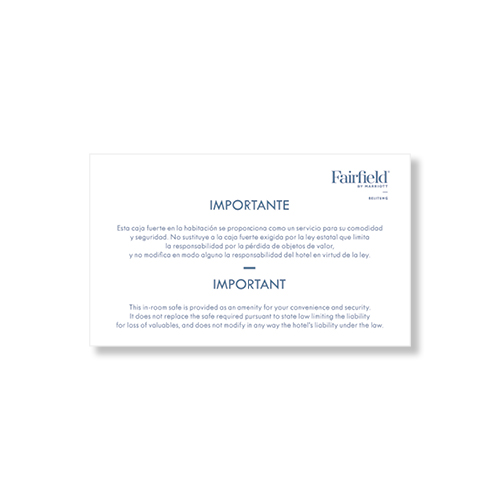 Fairfield
BY MARRIOTT
BELITUNG
IMPORTANTE
Esta caja fuerte en la habitación se proporciona como un servicio para su comodidad
y seguridad. No sustituye a la caja fuerte exigido por la ley estatal que limita
la responsabilidad por la pérdida de objetos de valor,
y no modifica en modo alguno la responsabilidad del hotel en virtud de la ley.
IMPORTANT
This in-room safe is provided as an amenity for your convenience and security.
It does not replace the safe required pursuant to state law limiting the liability
for loss of valuables, and does not modify in any way the hotel's liability under the law.